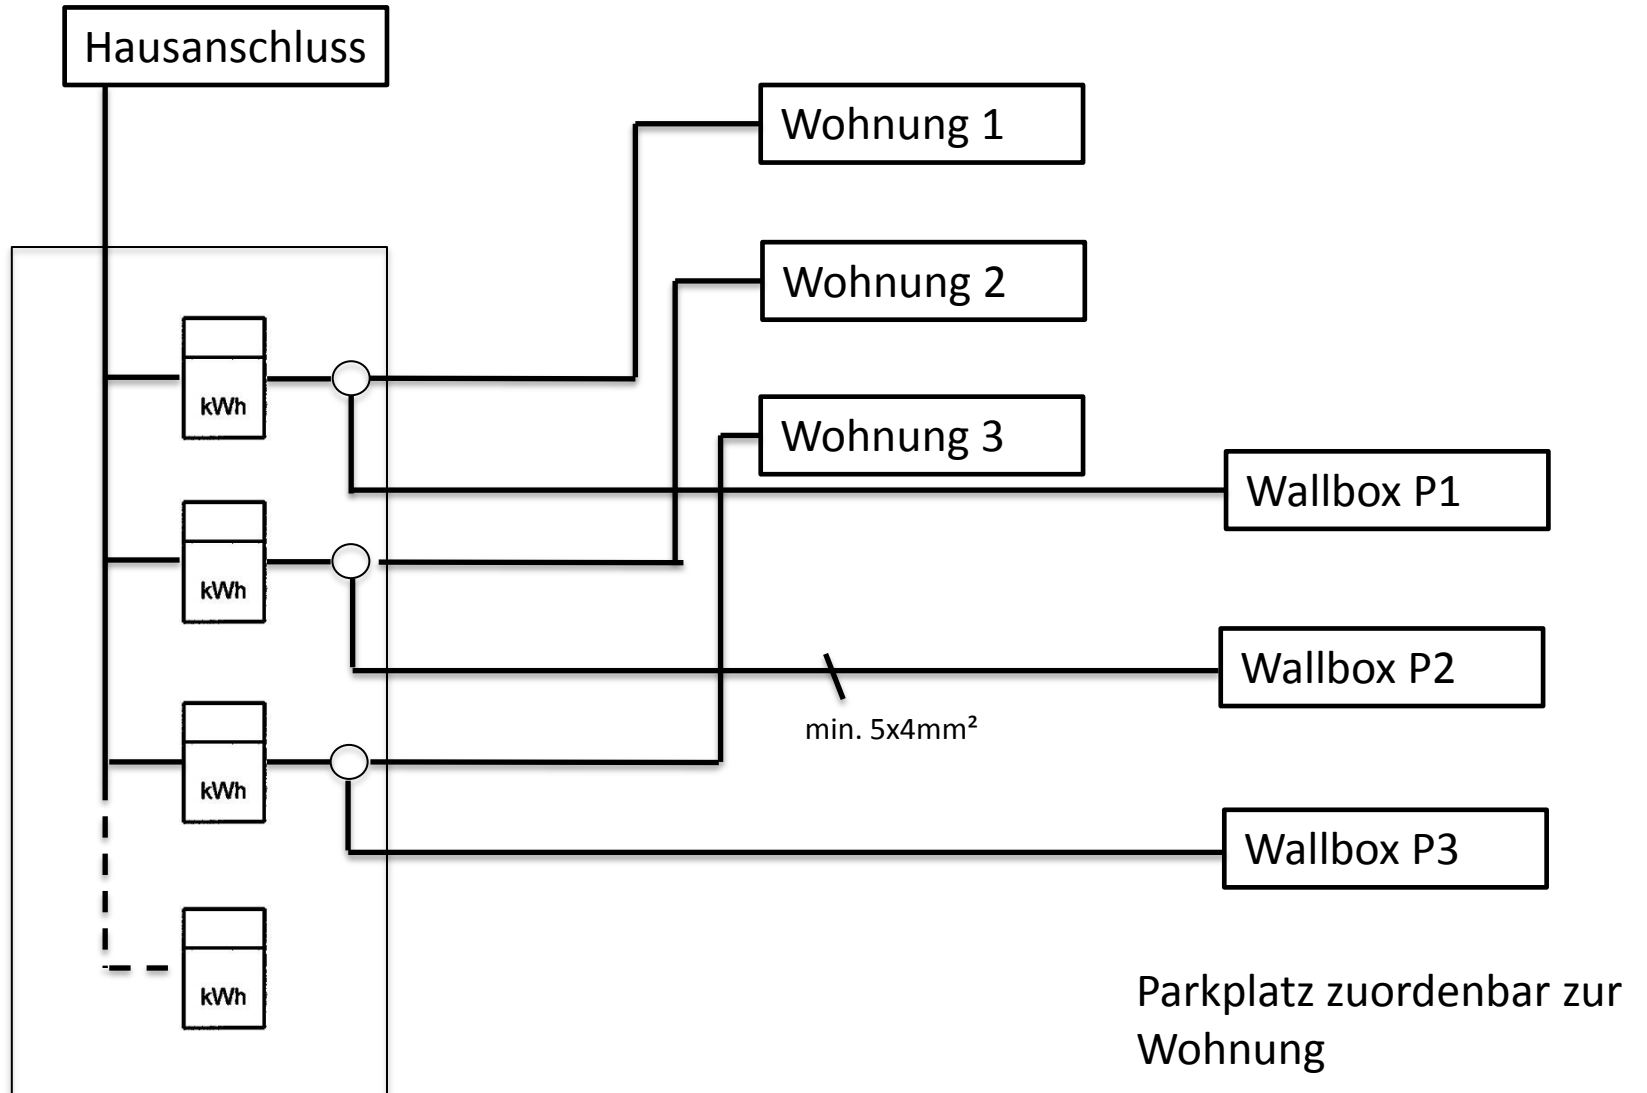 Hausanschluss
Wohnung 1
Wohnung 2
Wohnung 3
kWh
Wallbox P1
kWh
Wallbox P2
min. 5x4mm²
kWh
Wallbox P3
kWh
Parkplatz zuordenbar zur
Wohnung